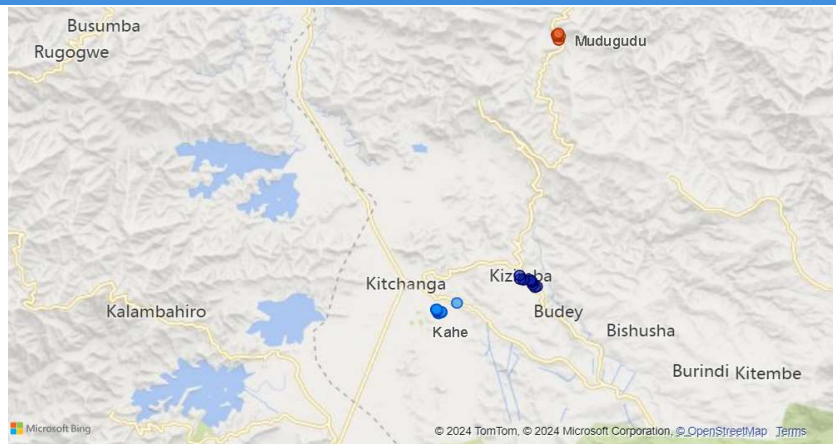 Busumba
Rugogwe
Mudugudu
Kitchanga
Kalambahiro
Kahe
Budey
Bishusha
Burindi Kitembe
Microsoft Bing
© 2024 TomTom, © 2024 Microsoft Corporation, © OpenStreetMap Terms